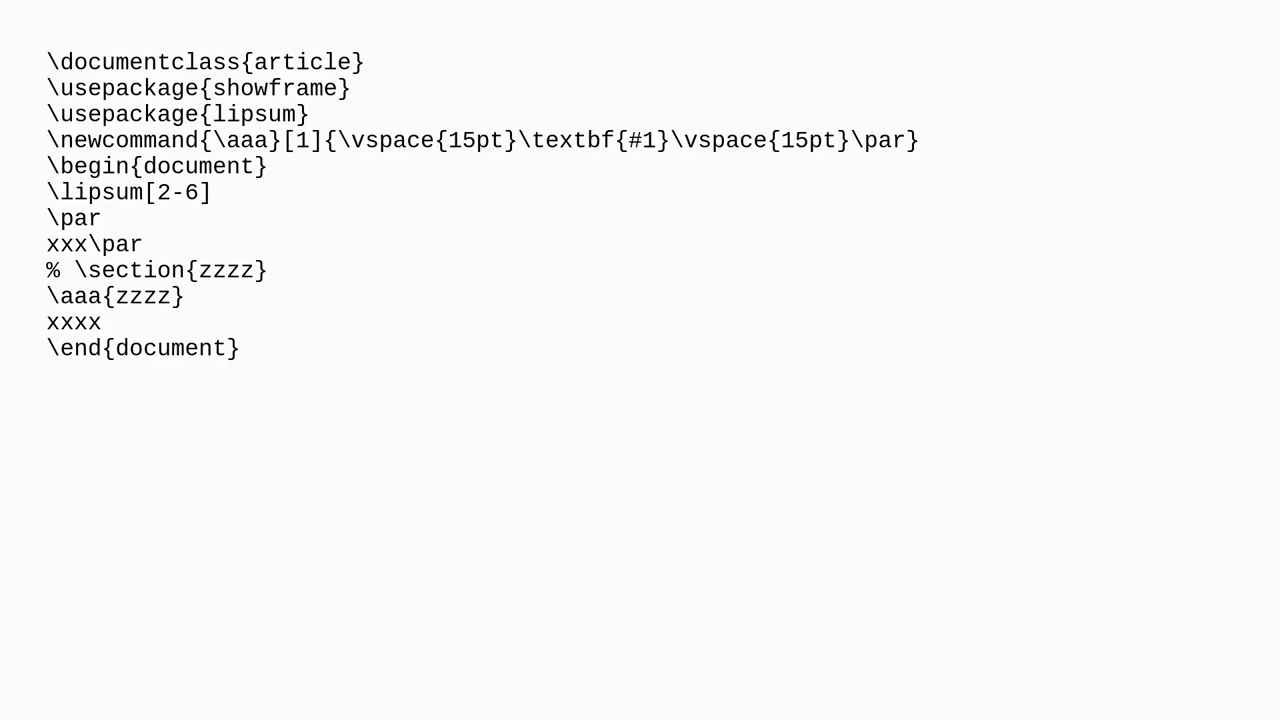 \documentclass{article}
\usepackage{showframe}
\usepackage{lipsum}
\newcommand{\aaa}[1]{\vspace{15pt}\textbf{#1}\vspace{15pt}\par}
\begin{document}
\lipsum[2-6]
\par
xxx\par
% \section{zzzz}
\aaa{zzzz}
xxxx
\end{document}